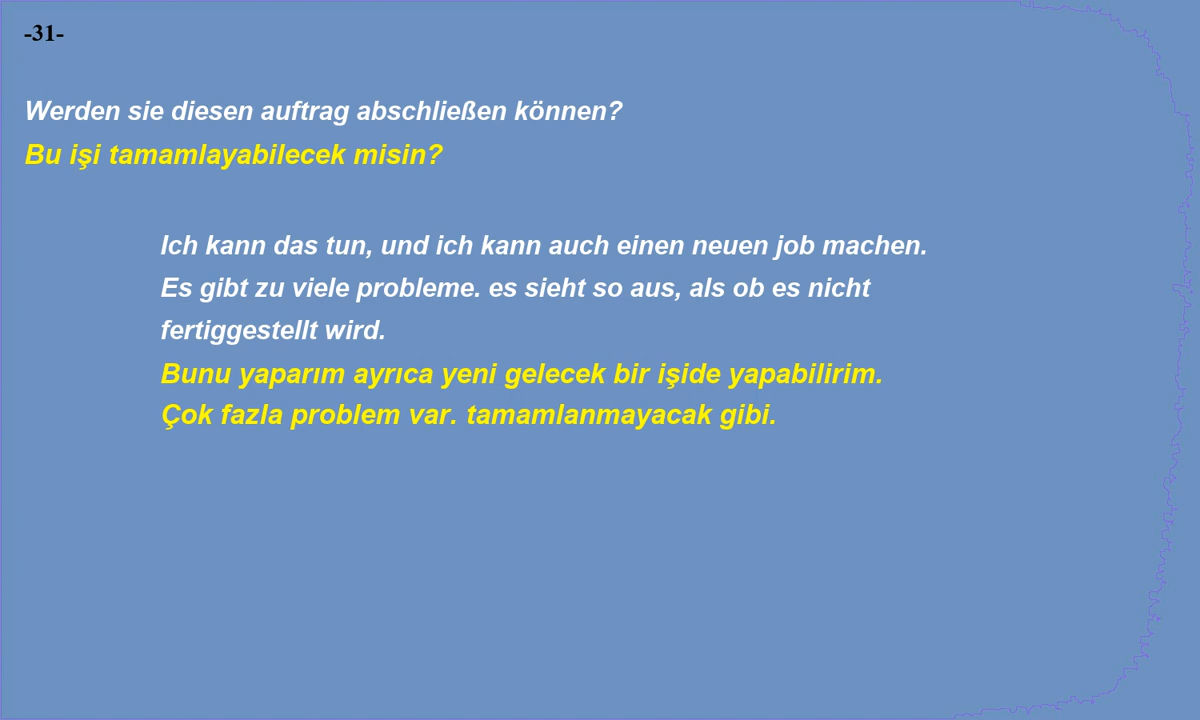 -31-
Werden sie diesen auftrag abschließen können?
Bu işi tamamlayabilecek misin?
Ich kann das tun, und ich kann auch einen neuen job machen.
Es gibt zu viele probleme. es sieht so aus, als ob es nicht
fertiggestellt wird.
Bunu yaparım ayrıca yeni gelecek bir işide yapabilirim.
Çok fazla problem var. tamamlanmayacak gibi.